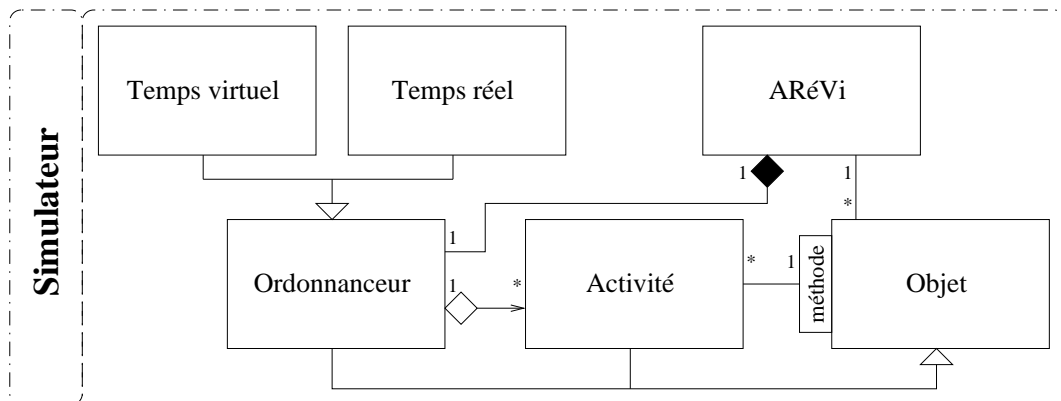 Simulateur
Temps virtuel
Temps réel
ARéVi
1
1
*
1
Ordonnanceur
1
*
Activité
*
1
méthode
Objet